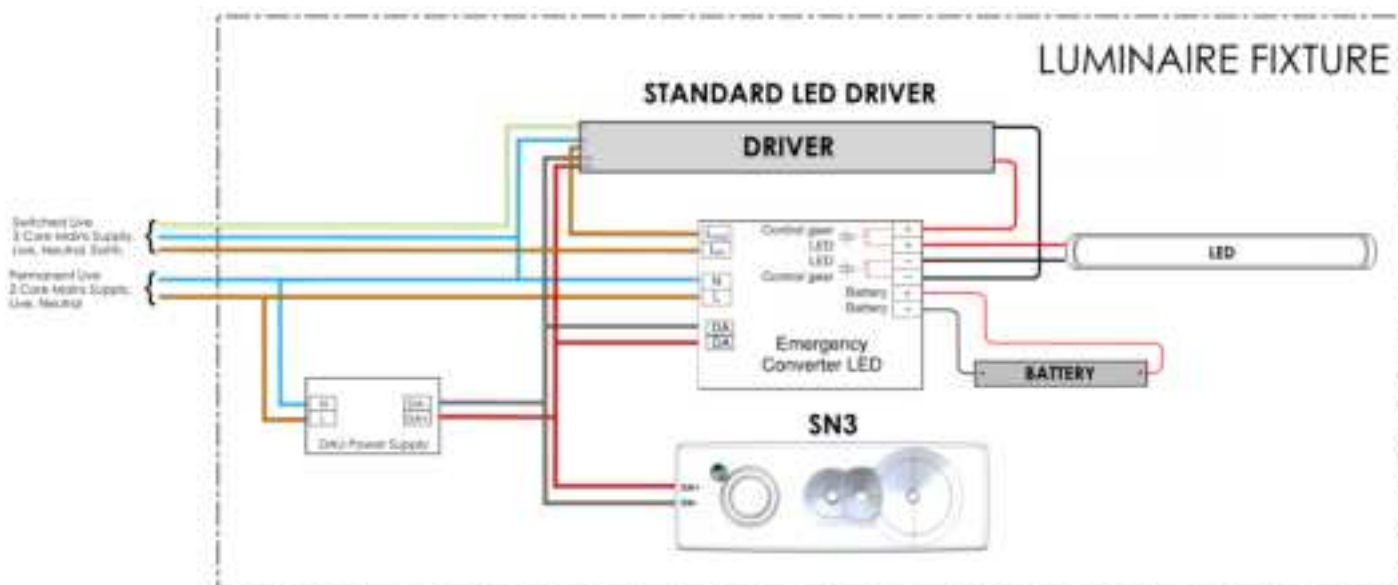 LUMINAIRE FIXTURE
STANDARD LED DRIVER
DRIVER
Switched Live
3 Core Mains Supply,
Live, Neutral, Earth
Permanent Live
2 Core Mains Supply,
Live, Neutral
N
L
Control gear +
LED +
LED -
Control gear -
Battery +
Battery -
DA
DA
Emergency
Converter LED
LED
- BATTERY +
N
L
DA-
DA+
DALI Power Supply
SN3
DA+
DA-